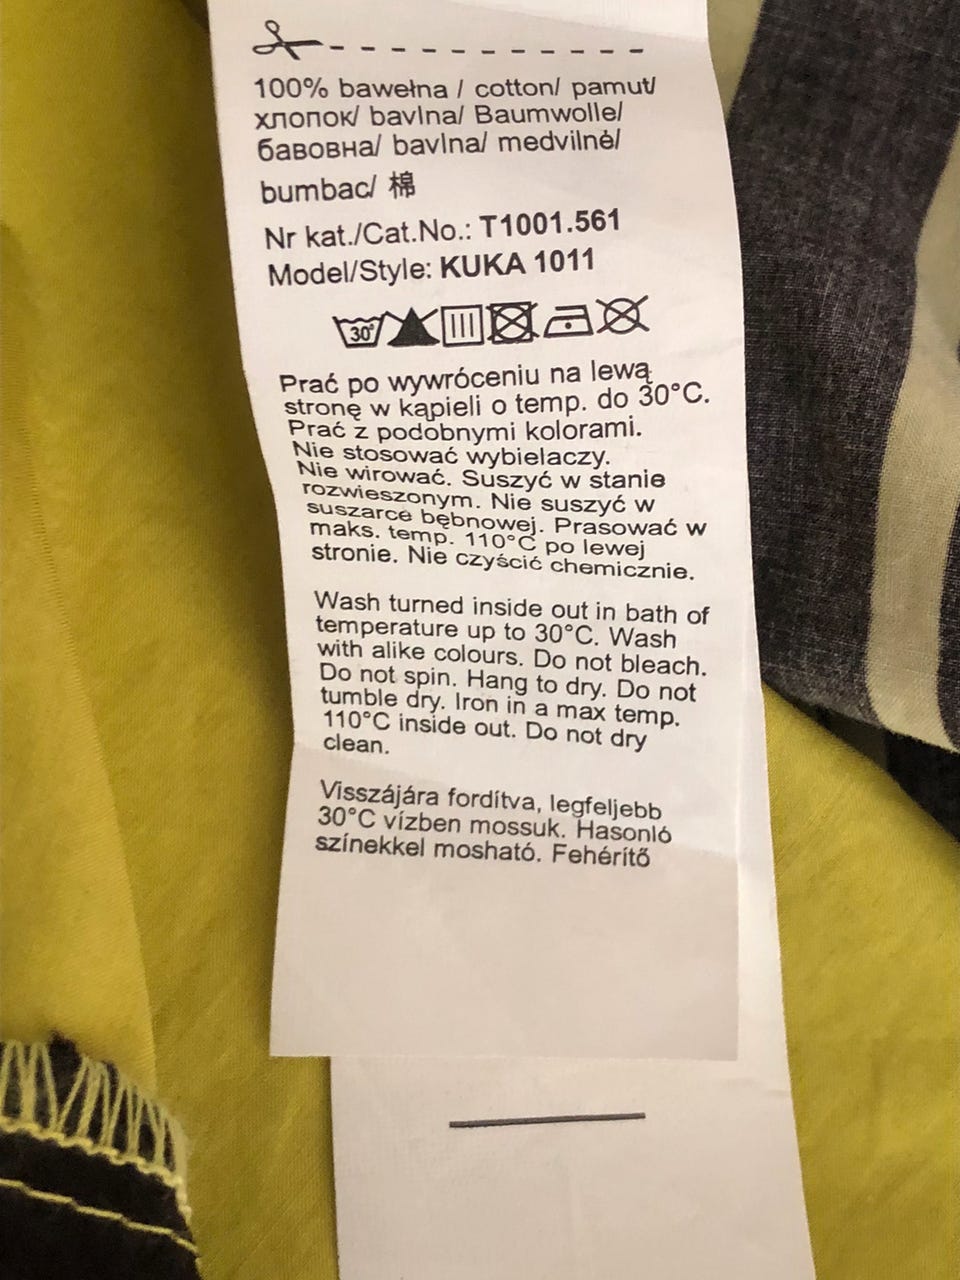 100% bawełna / cotton/ pamut/
хлопок/ bavlna/ Baumwolle/
бавовна/ bavlna/ medvilnė/
bumbac/ 棉
Nr kat./Cat.No.: T1001.561
Model/Style: KUKA 1011
30°
Prać po wywróceniu na lewą
stronę w kąpieli o temp. do 30°C.
Prać z podobnymi kolorami.
Nie stosować wybielaczy.
Nie wirować. Suszyć w stanie
rozwieszonym. Nie suszyć w
suszarce bębnowej. Prasować w
maks. temp. 110°C po lewej
stronie. Nie czyścić chemicznie.
Wash turned inside out in bath of
temperature up to 30°C. Wash
with alike colours. Do not bleach.
Do not spin. Hang to dry. Do not
tumble dry. Iron in a max temp.
110°C inside out. Do not dry
clean.
Visszájára fordítva, legfeljebb
30°C vízben mossuk. Hasonló
színekkel mosható. Fehérítő